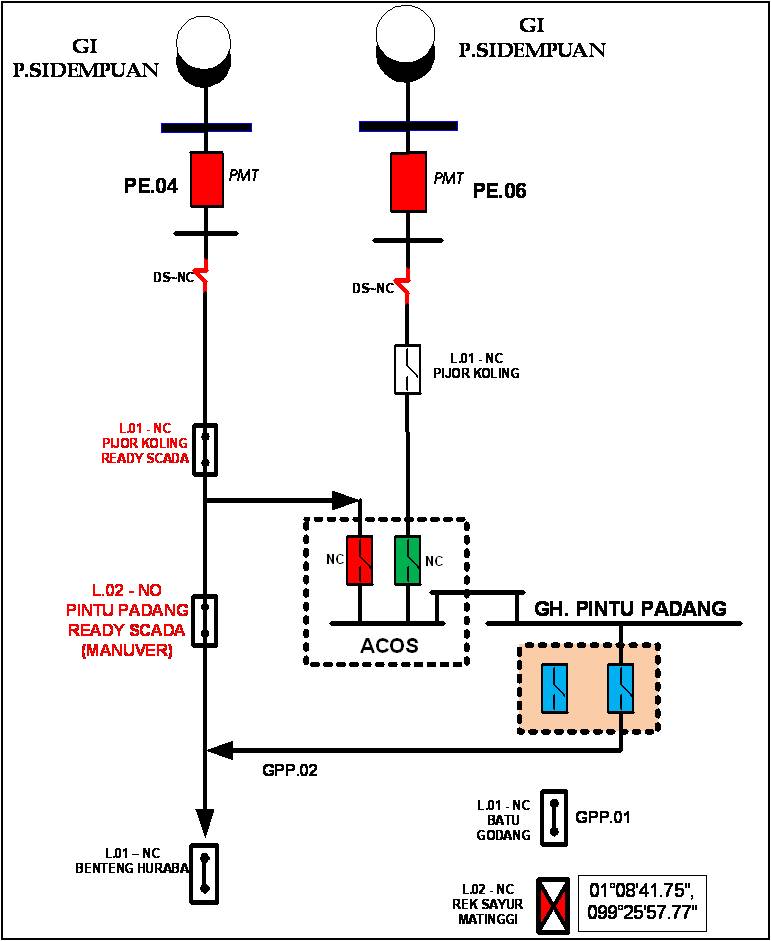 GI
P.SIDEMPUAN
GI
P.SIDEMPUAN
PMT
PE.04
PMT
PE.06
DS~NC
DS~NC
L.01 - NC
PIJOR KOLING
L.01 - NC
PIJOR KOLING
READY SCADA
NC
NC
L.02 - NO
PINTU PADANG
READY SCADA
(MANUVER)
ACOS
GH. PINTU PADANG
GPP.02
L.01 - NC
BATU
GODANG
GPP.01
L.01 – NC
BENTENG HURABA
L.02 - NC
REK SAYUR
MATINGGI
01°08'41.75",
099°25'57.77"